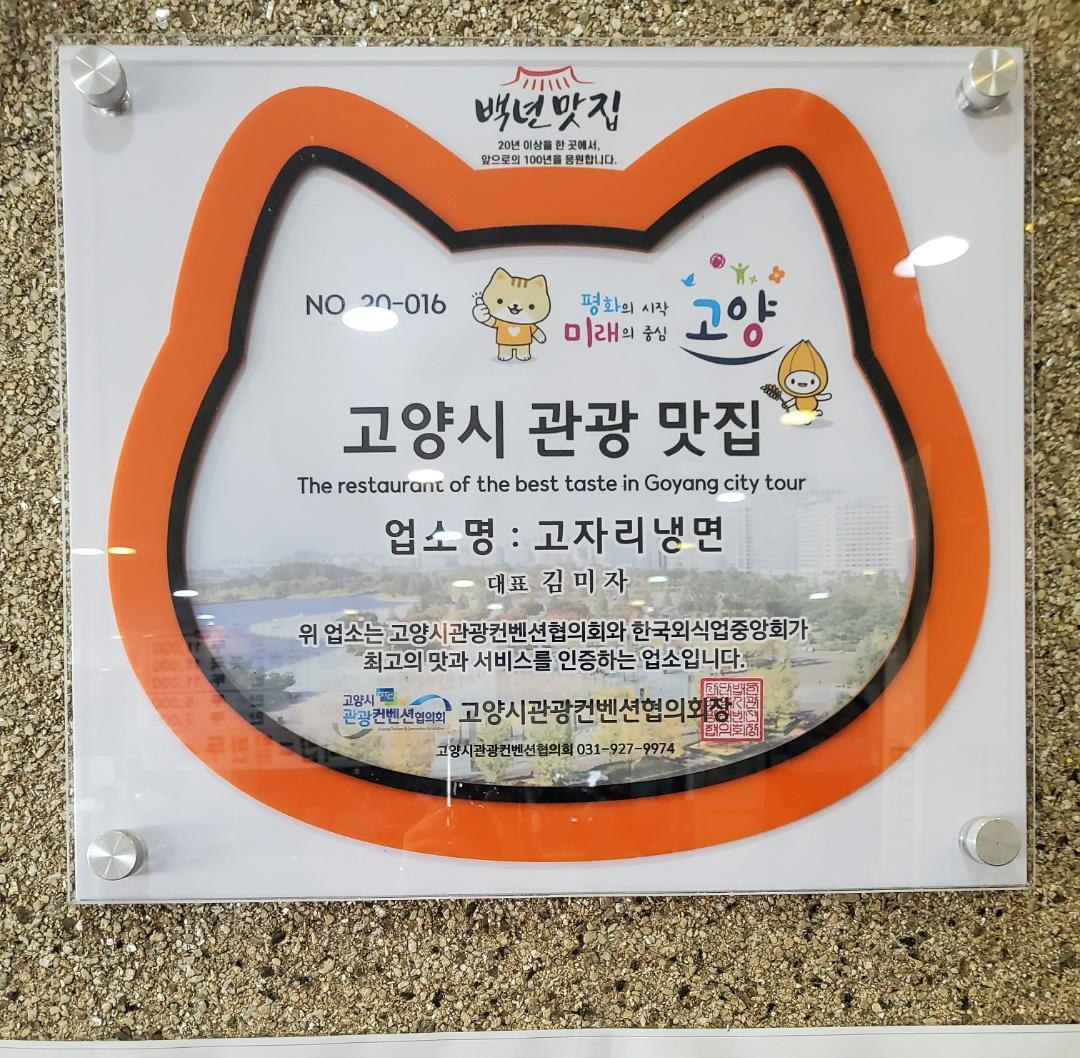 백년맛집
20년 이상을 한 곳에서,
앞으로의 100년을 응원합니다.
NO. 20-016
평화의 시작
미래의 중심
고양
고양시 관광 맛집
The restaurant of the best taste in Goyang city tour
업소명 : 고자리냉면
대표 김미자
위 업소는 고양시관광컨벤션협의회와 한국외식업중앙회가
최고의 맛과 서비스를 인증하는 업소입니다.
고양시
관광컨벤션협의회
고양시관광컨벤션협의회장
고양시관광컨벤션협의회 031-927-9974